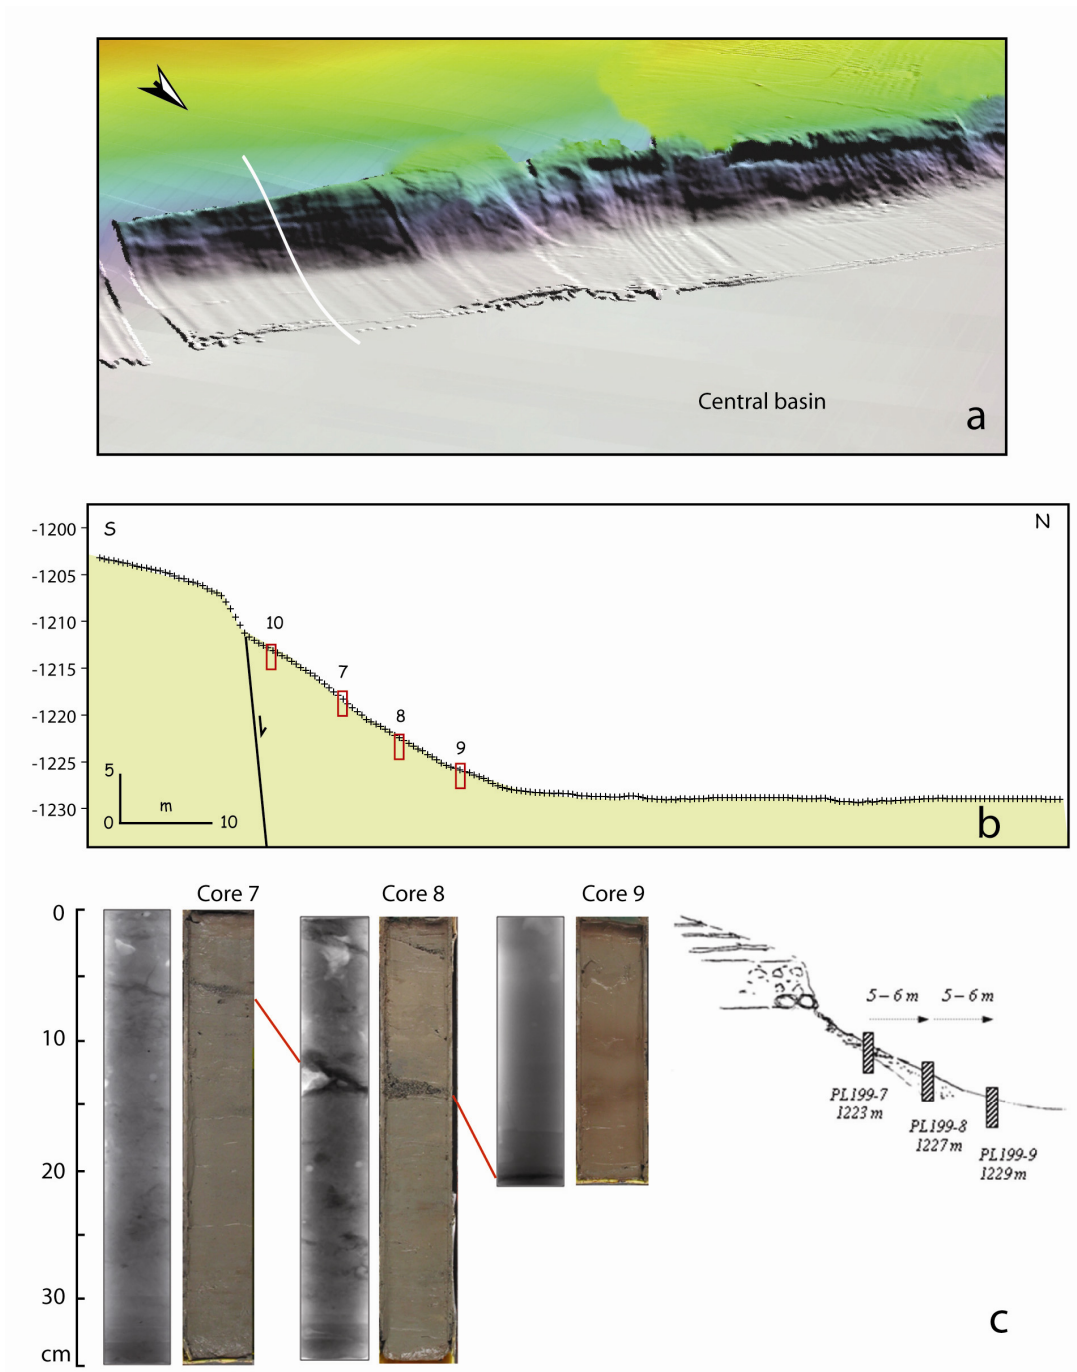 Central basin
a
-1200
-1205
-1210
-1215
-1220
-1225
-1230
S
N
10
7
8
9
5
m
0
10
b
Core 7
Core 8
Core 9
0
10
20
30
cm
5 – 6 m
5 – 6 m
PL199-7
1223 m
PL199-8
1227 m
PL199-9
1229 m
c